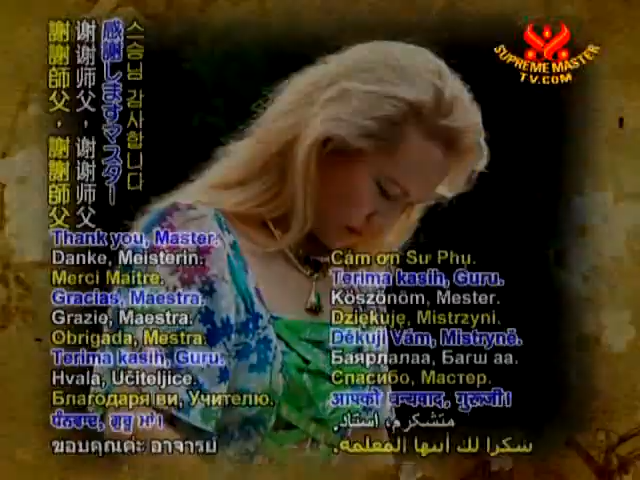 謝謝師父，謝謝師父
谢谢师父，谢谢师父
感謝しますマスター
스승님 감사합니다
SUPREME MASTER
TV.COM
Thank you, Master.
Danke, Meisterin.
Merci Maître.
Gracias, Maestra.
Grazie, Maestra.
Obrigada, Mestra.
Terima kasih, Guru.
Hvala, Učiteljice.
Благодаря ви, Учителю.
ਧੰਨਵਾਦ, ਗੁਰੂ ਮਾਂ।
ขอบคุณค่ะ อาจารย์
Cảm ơn Sư Phụ.
Terima kasih, Guru.
Köszönöm, Mester.
Dziękuję, Mistrzyni.
Děkuji Vám, Mistryně.
Баярлалаа, Багш аа.
Спасибо, Мастер.
आपको धन्यवाद, गुरूजी।
متشکرم، استاد.
شكرا لك أيتها المعلمة.